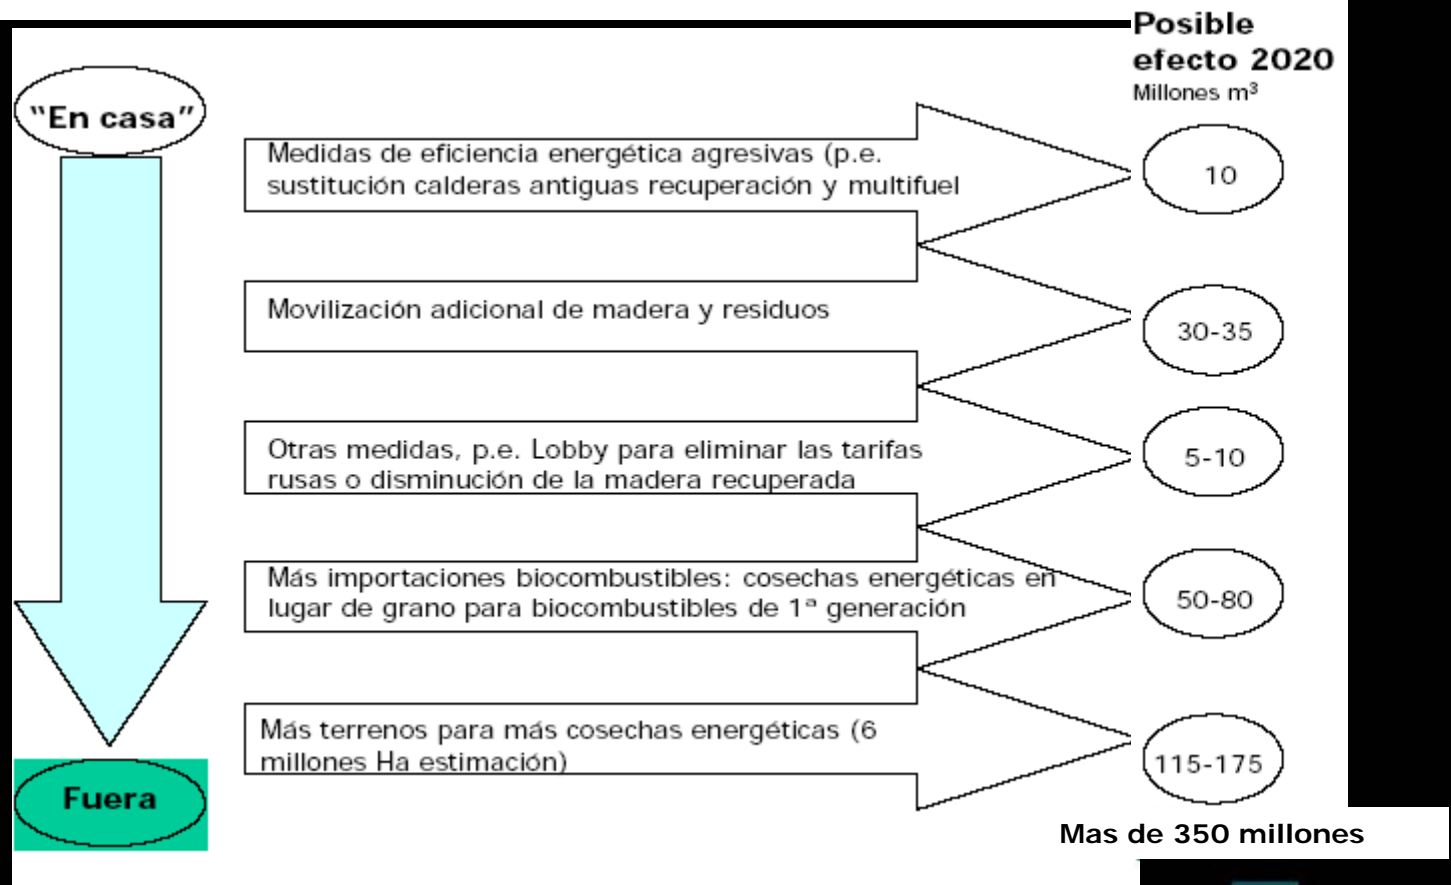 Posible
efecto 2020
Millones m³
"En casa"
Medidas de eficiencia energética agresivas (p.e.
sustitución calderas antiguas recuperación y multifuel
10
Movilización adicional de madera y residuos
30-35
Otras medidas, p.e. Lobby para eliminar las tarifas
rusas o disminución de la madera recuperada
5-10
Más importaciones biocombustibles: cosechas energéticas en
lugar de grano para biocombustibles de 1ª generación
50-80
Más terrenos para más cosechas energéticas (6
millones Ha estimación)
115-175
Fuera
Mas de 350 millones